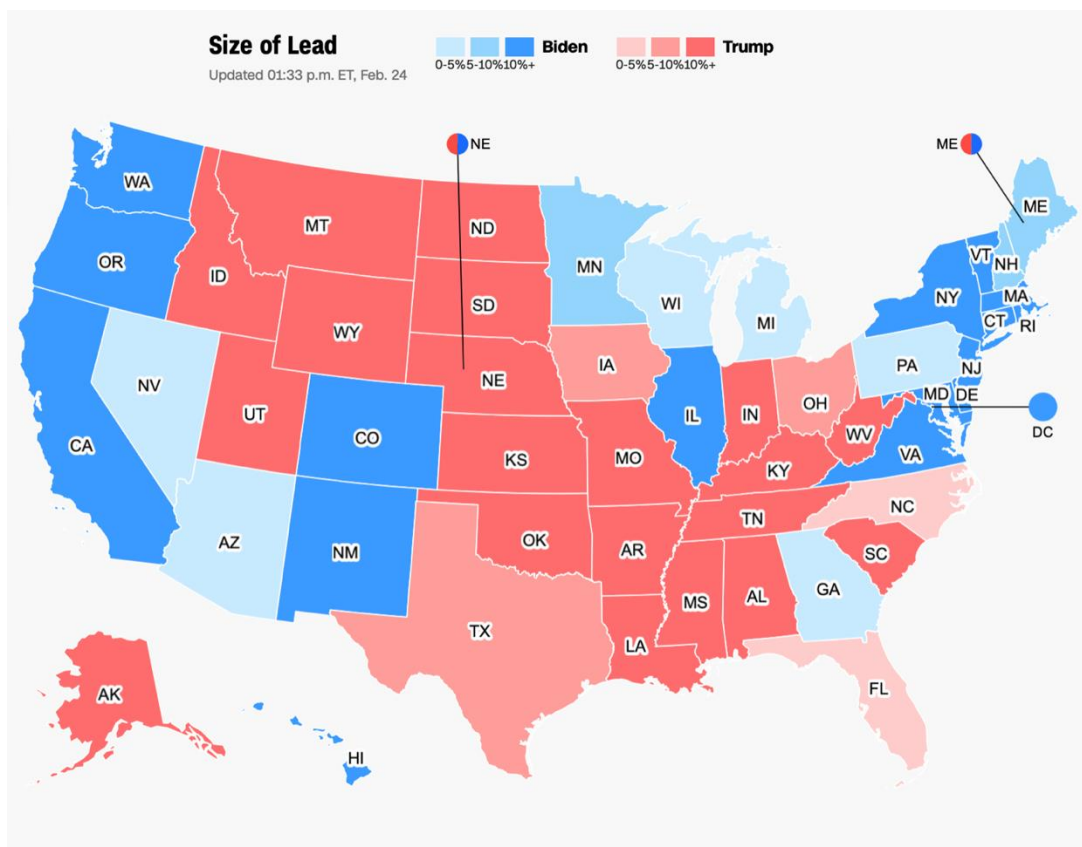 Size of Lead
Updated 01:33 p.m. ET, Feb. 24
0-5%5-10%10%+ Biden
0-5%5-10%10%+ Trump
NE
ME
WA
MT
ND
MN
ME
VT
NH
OR
ID
SD
WI
MI
NY
MA
CT
RI
WY
NE
IA
PA
NJ
NV
UT
CO
IL
IN
OH
MD
DE
DC
CA
KS
MO
WV
KY
VA
AZ
NM
OK
AR
TN
NC
SC
TX
MS
AL
GA
LA
FL
AK
HI